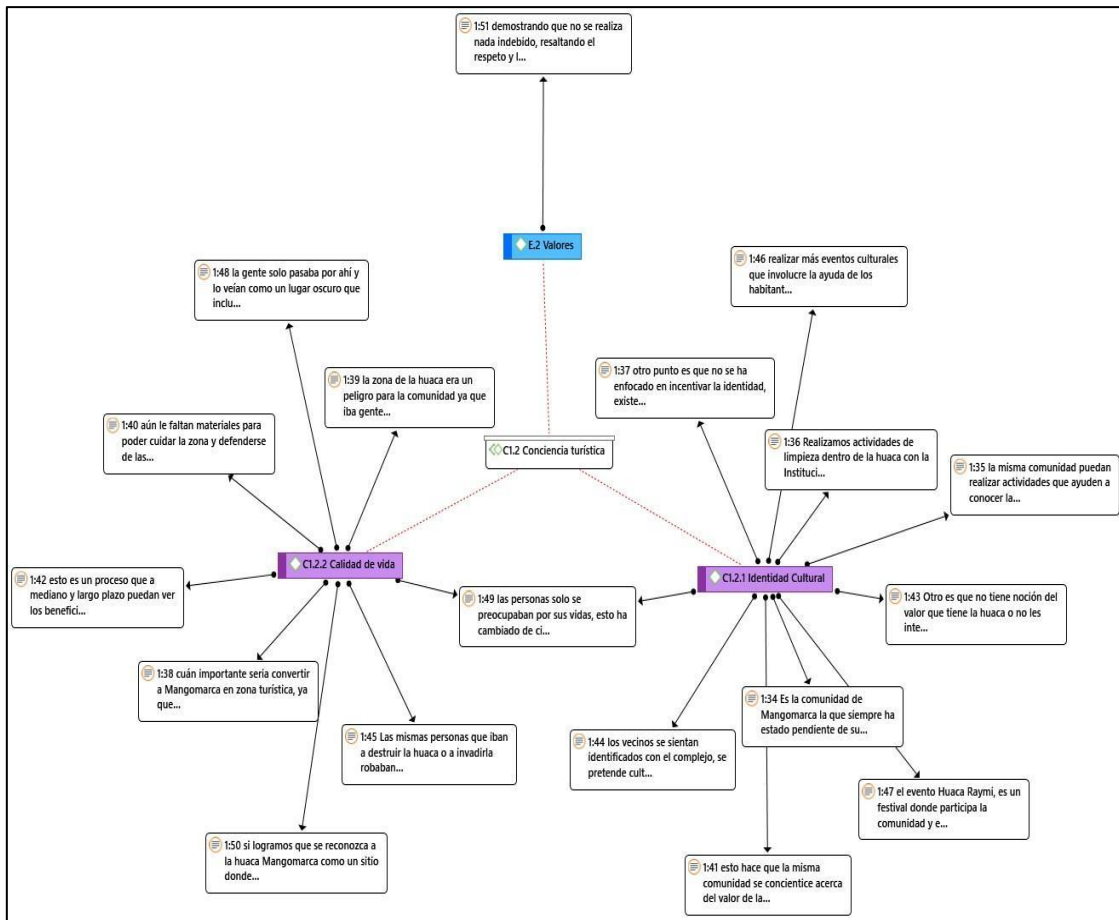 1:51 demostrando que no se realiza
nada indebido, resaltando el
respeto y l...
E.2 Valores
1:46 realizar más eventos culturales
que involucre la ayuda de los
habitant...
1:48 la gente solo pasaba por ahí y
lo veían como un lugar oscuro que
inclu...
1:37 otro punto es que no se ha
enfocado en incentivar la identidad,
existe...
1:39 la zona de la huaca era un
peligro para la comunidad ya que
iba gente...
1:40 aún le faltan materiales para
poder cuidar la zona y defenderse
de las...
C1.2 Conciencia turística
1:36 Realizamos actividades de
limpieza dentro de la huaca con la
Instituci...
1:35 la misma comunidad puedan
realizar actividades que ayuden a
conocer la...
C1.2.2 Calidad de vida
C1.2.1 Identidad Cultural
1:42 esto es un proceso que a
mediano y largo plazo puedan ver
los benefici...
1:49 las personas solo se
preocupaban por sus vidas, esto ha
cambiado de ci...
1:43 Otro es que no tiene noción del
valor que tiene la huaca o no les
inte...
1:38 cuán importante seria convertir
a Mangomarca en zona turística, ya
que...
1:34 Es la comunidad de
Mangomarca la que siempre ha
estado pendiente de su...
1:45 Las mismas personas que iban
a destruir la huaca o a invadirla
robaban...
1:44 los vecinos se sientan
identificados con el complejo, se
pretende cult...
1:47 el evento Huaca Raymi, es un
festival donde participa la
comunidad y e...
1:50 si logramos que se reconozca a
la huaca Mangomarca como un sitio
donde...
1:41 esto hace que la misma
comunidad se concientice acerca
del valor de la...